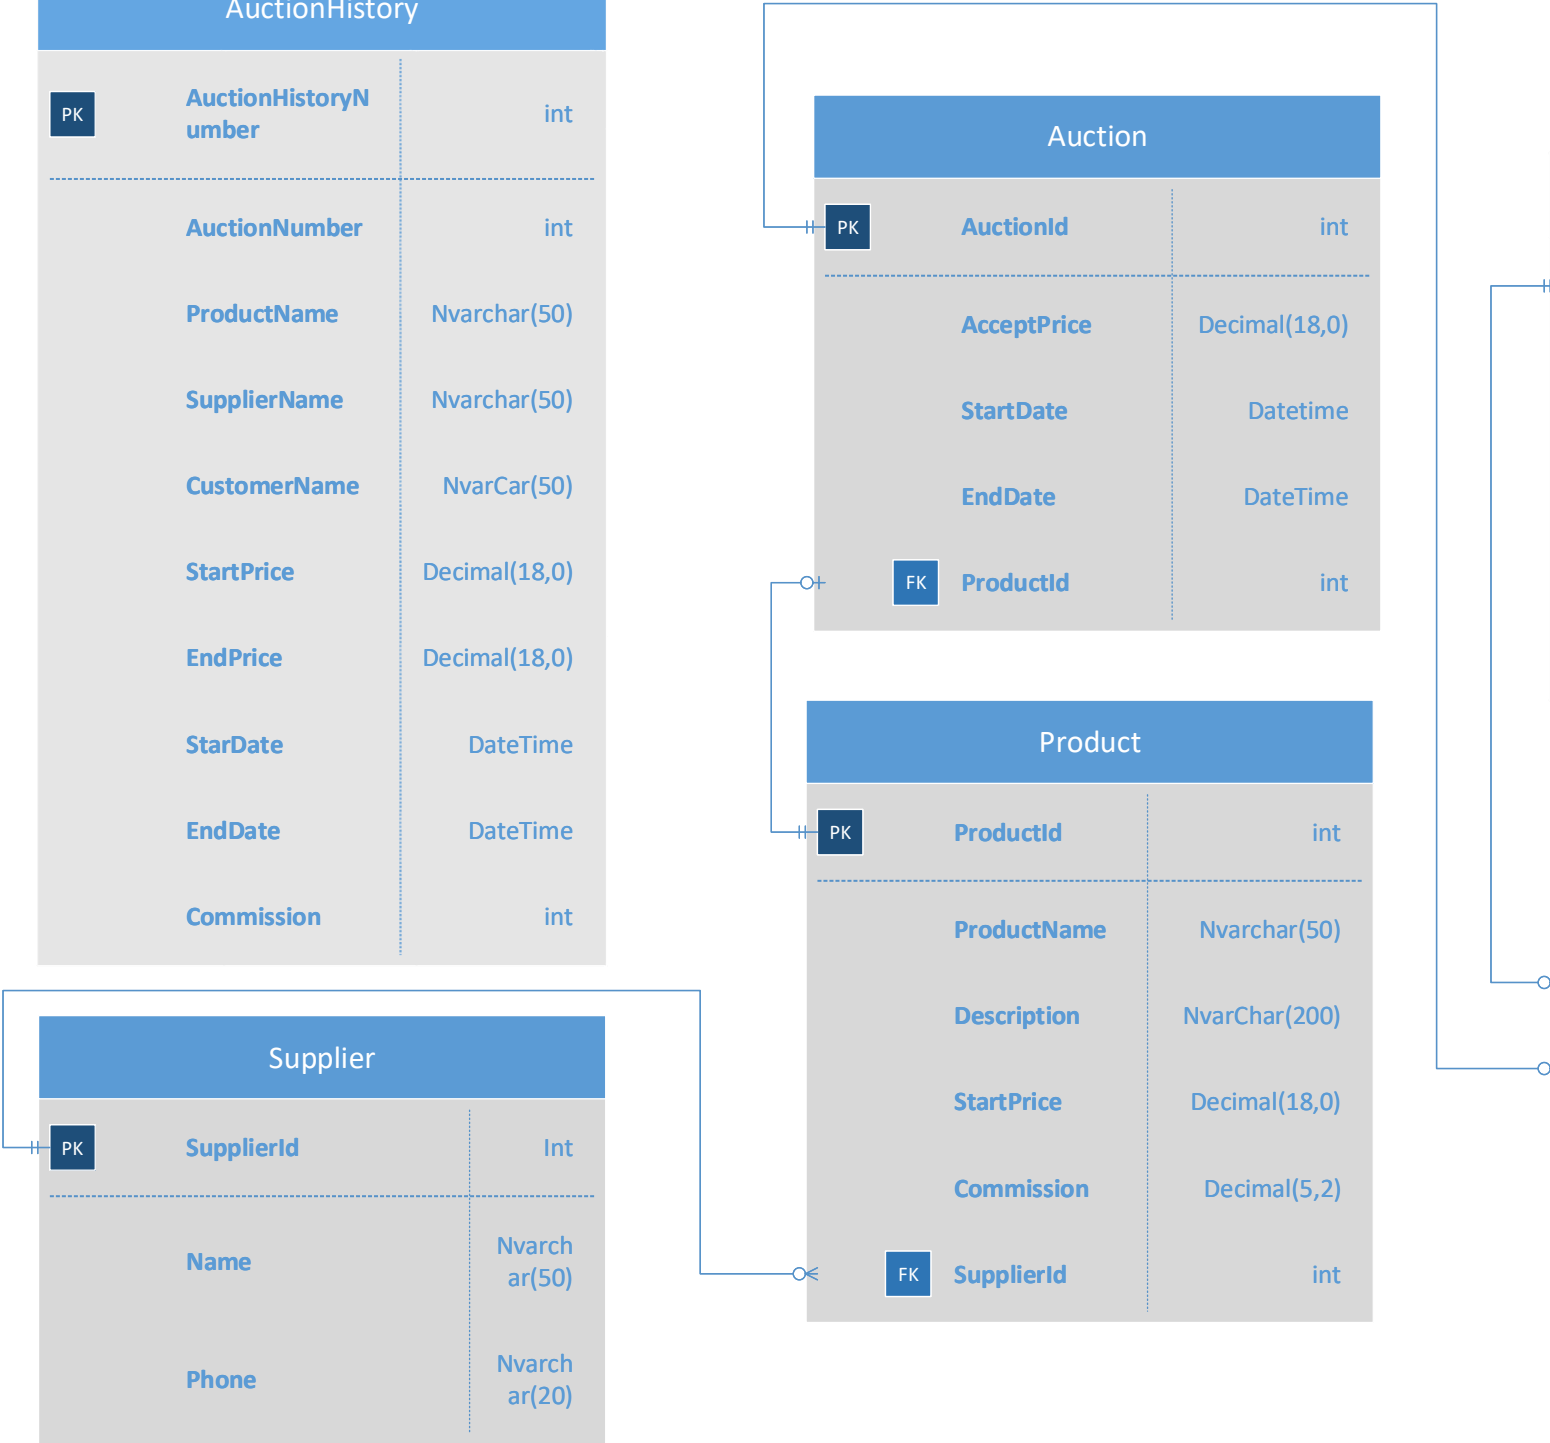 AuctionHistory
PK AuctionHistoryN
umber int
AuctionNumber int
ProductName Nvarchar(50)
SupplierName Nvarchar(50)
CustomerName NvarCar(50)
StartPrice Decimal(18,0)
EndPrice Decimal(18,0)
StarDate DateTime
EndDate DateTime
Commission int
Supplier
PK SupplierId Int
Name Nvarch
ar(50)
Phone Nvarch
ar(20)
Auction
PK AuctionId int
AcceptPrice Decimal(18,0)
StartDate Datetime
EndDate DateTime
FK ProductId int
Product
PK ProductId int
ProductName Nvarchar(50)
Description NvarChar(200)
StartPrice Decimal(18,0)
Commission Decimal(5,2)
FK SupplierId int